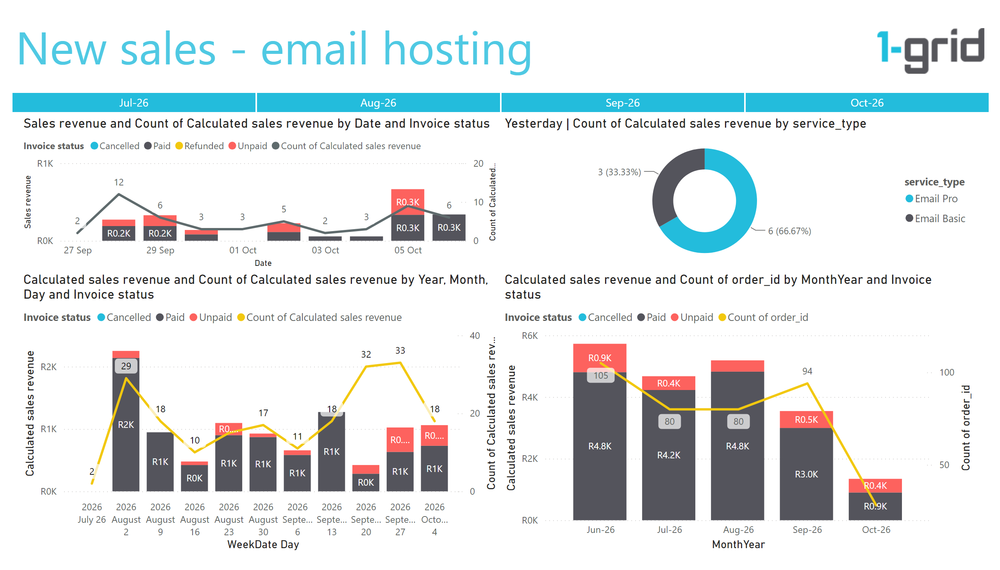 New sales - email hosting
1-grid
Jul-26
Aug-26
Sep-26
Oct-26
Sales revenue and Count of Calculated sales revenue by Date and Invoice status
Invoice status Cancelled Paid Refunded Unpaid Count of Calculated sales revenue
Sales revenue
R1K
R0K
20
10
0
Count of Calculated...
2
12
6
3
3
5
2
3
6
R0.2K
R0.2K
R0.3K
R0.3K
R0.3K
27 Sep
29 Sep
01 Oct
03 Oct
05 Oct
Date
Yesterday | Count of Calculated sales revenue by service_type
3 (33.33%)
6 (66.67%)
service_type
Email Pro
Email Basic
Calculated sales revenue and Count of Calculated sales revenue by Year, Month,
Day and Invoice status
Invoice status Cancelled Paid Unpaid Count of Calculated sales revenue
Calculated sales revenue
R2K
R1K
R0K
40
20
0
Count of Calculated sales rev...
2
29
18
10
17
11
18
32
33
18
R2K
R1K
R0K
R0....
R1K
R1K
R1K
R1K
R0K
R0....
R1K
R0....
R1K
2026
July 26
2026
August
2
2026
August
9
2026
August
16
2026
August
23
2026
August
30
2026
Septe...
6
2026
Septe...
13
2026
Septe...
20
2026
Septe...
27
2026
Octo...
4
WeekDate Day
Calculated sales revenue and Count of order_id by MonthYear and Invoice
status
Invoice status Cancelled Paid Unpaid Count of order_id
Calculated sales revenue
R6K
R4K
R2K
R0K
100
50
Count of order_id
R0.9K
105
R4.8K
R0.4K
80
R4.2K
80
R4.8K
94
R0.5K
R3.0K
R0.4K
R0.9K
Jun-26
Jul-26
Aug-26
Sep-26
Oct-26
MonthYear